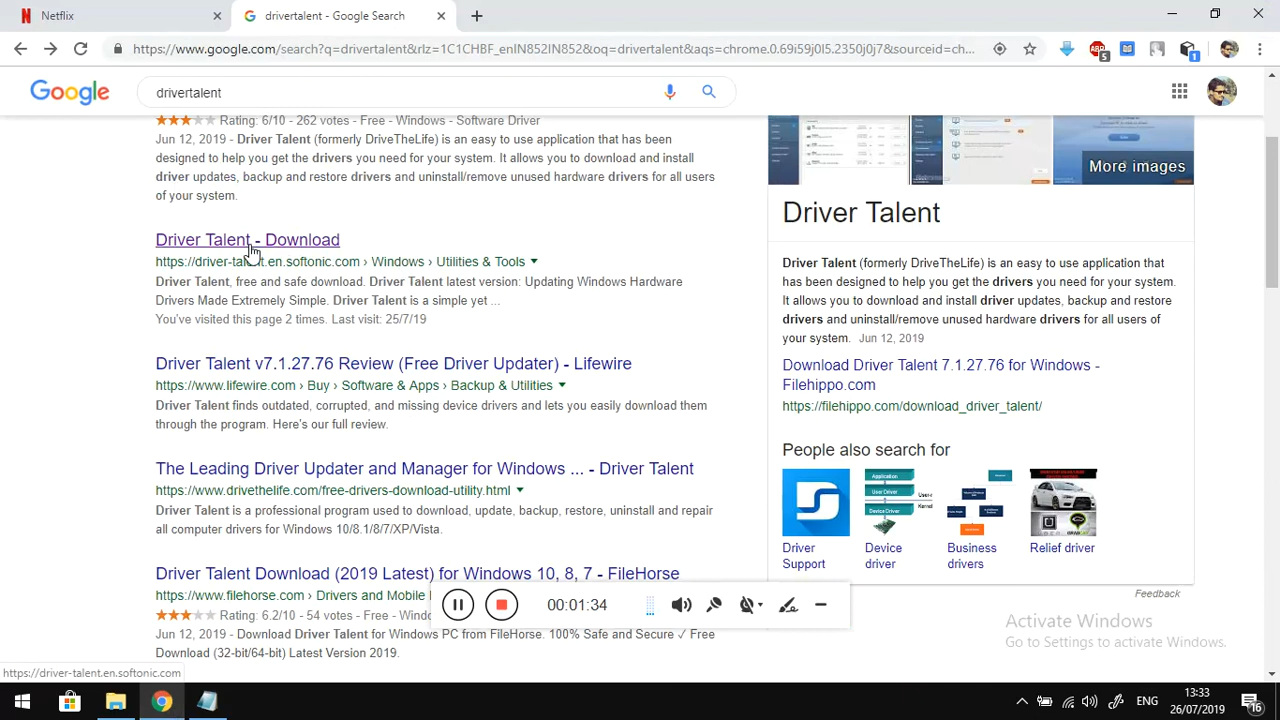 Netflix
drivertalent - Google Search
https://www.google.com/search?q=drivertalent&rlz=1C1CHBF_enIN852IN852&oq=drivertalent&aqs=chrome.0.69i59j0l5.2350j0j7&sourceid=ch...
ABP
5
1
Google
drivertalent
Rating: 6/10 - 262 votes - Free - Windows - Software Driver
Driver Talent (formerly DriveTheLife) is an easy to use application that has been
designed to help you get the drivers you need for your system. It allows you to download and install
driver updates, backup and restore drivers and uninstall/remove unused hardware drivers for all users
of your system.
Driver Talent - Download
https://driver-talent.en.softonic.com › Windows › Utilities & Tools
Driver Talent, free and safe download. Driver Talent latest version: Updating Windows Hardware
Drivers Made Extremely Simple. Driver Talent is a simple yet ...
You've visited this page 2 times. Last visit: 25/7/19
Driver Talent v7.1.27.76 Review (Free Driver Updater) - Lifewire
https://www.lifewire.com › Buy › Software & Apps › Backup & Utilities
Driver Talent finds outdated, corrupted, and missing device drivers and lets you easily download them
through the program. Here's our full review.
The Leading Driver Updater and Manager for Windows ... - Driver Talent
https://www.drivethelife.com/free-drivers-download-utility.html
Driver Talent is a professional program used to download, update, backup, restore, uninstall and repair
all computer drivers for Windows 10/8.1/8/7/XP/Vista.
Driver Talent Download (2019 Latest) for Windows 10, 8, 7 - FileHorse
https://www.filehorse.com › Drivers and Mobile
Rating: 6.2/10 - 54 votes - Free - Windo
Jun 12, 2019 - Download Driver Talent for Windows PC from FileHorse. 100% Safe and Secure ✓ Free
Download (32-bit/64-bit) Latest Version 2019.
More images
Driver Talent
Driver Talent (formerly DriveTheLife) is an easy to use application that
has been designed to help you get the drivers you need for your system.
It allows you to download and install driver updates, backup and restore
drivers and uninstall/remove unused hardware drivers for all users of
your system. Jun 12, 2019
Download Driver Talent 7.1.27.76 for Windows -
Filehippo.com
https://filehippo.com/download_driver_talent/
People also search for
Application
User Driver
Device Driver
User
Kernel
Driver
Support
Device
driver
Business
drivers
Relief driver
Feedback
00:01:34
Activate Windows
Go to Settings to activate Windows.
https://driver-talent.en.softonic.com
ENG
13:33
26/07/2019
16